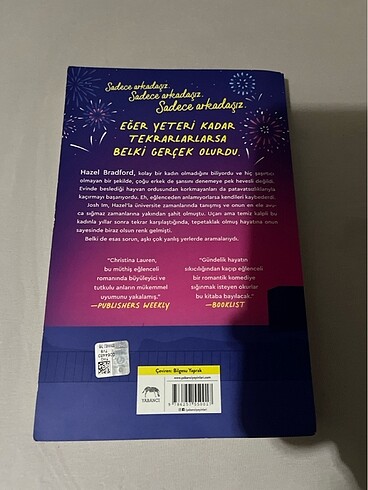 Sadece arkadaşız.
Sadece arkadaşız.
Sadece arkadaşız.
EĞER YETERİ KADAR
TEKRARLARLARSA
BELKİ GERÇEK OLURDU.
Hazel Bradford, kolay bir kadın olmadığını biliyordu ve hiç şaşırtıcı
olmayan bir şekilde, çoğu erkek de şansını denemeye pek hevesli değildi.
Evinde beslediği hayvan ordusundan korkmayanları da patavatsızlıklarıyla
kaçırmayı başarıyordu. Eh, eğlenceden anlamıyorlarsa kendileri kaybederdi.
Josh Im, Hazel'la üniversite zamanlarında tanışmış ve onun en ele avu-
ca sığmaz zamanlarına yakından şahit olmuştu. Uçarı ama temiz kalpli bu
kadınla yıllar sonra tekrar karşılaştığında, tepetaklak olmuş hayatına onun
sayesinde biraz olsun renk gelmişti.
Belki de esas sorun, aşkı çok yanlış yerlerde aramalarıydı.
"Christina Lauren,
bu müthiş eğlenceli
romanında büyüleyici ve
tutkulu anların mükemmel
uyumunu yakalamış."
—PUBLISHERS WEEKLY
"Gündelik hayatın
sıkıcılığından kaçıp eğlenceli
bir romantik komediye
sığınmak isteyen okurlar
bu kitaba bayılacak."
—BOOKLIST
Çeviren: Bilgesu Yaprak
YABANCI